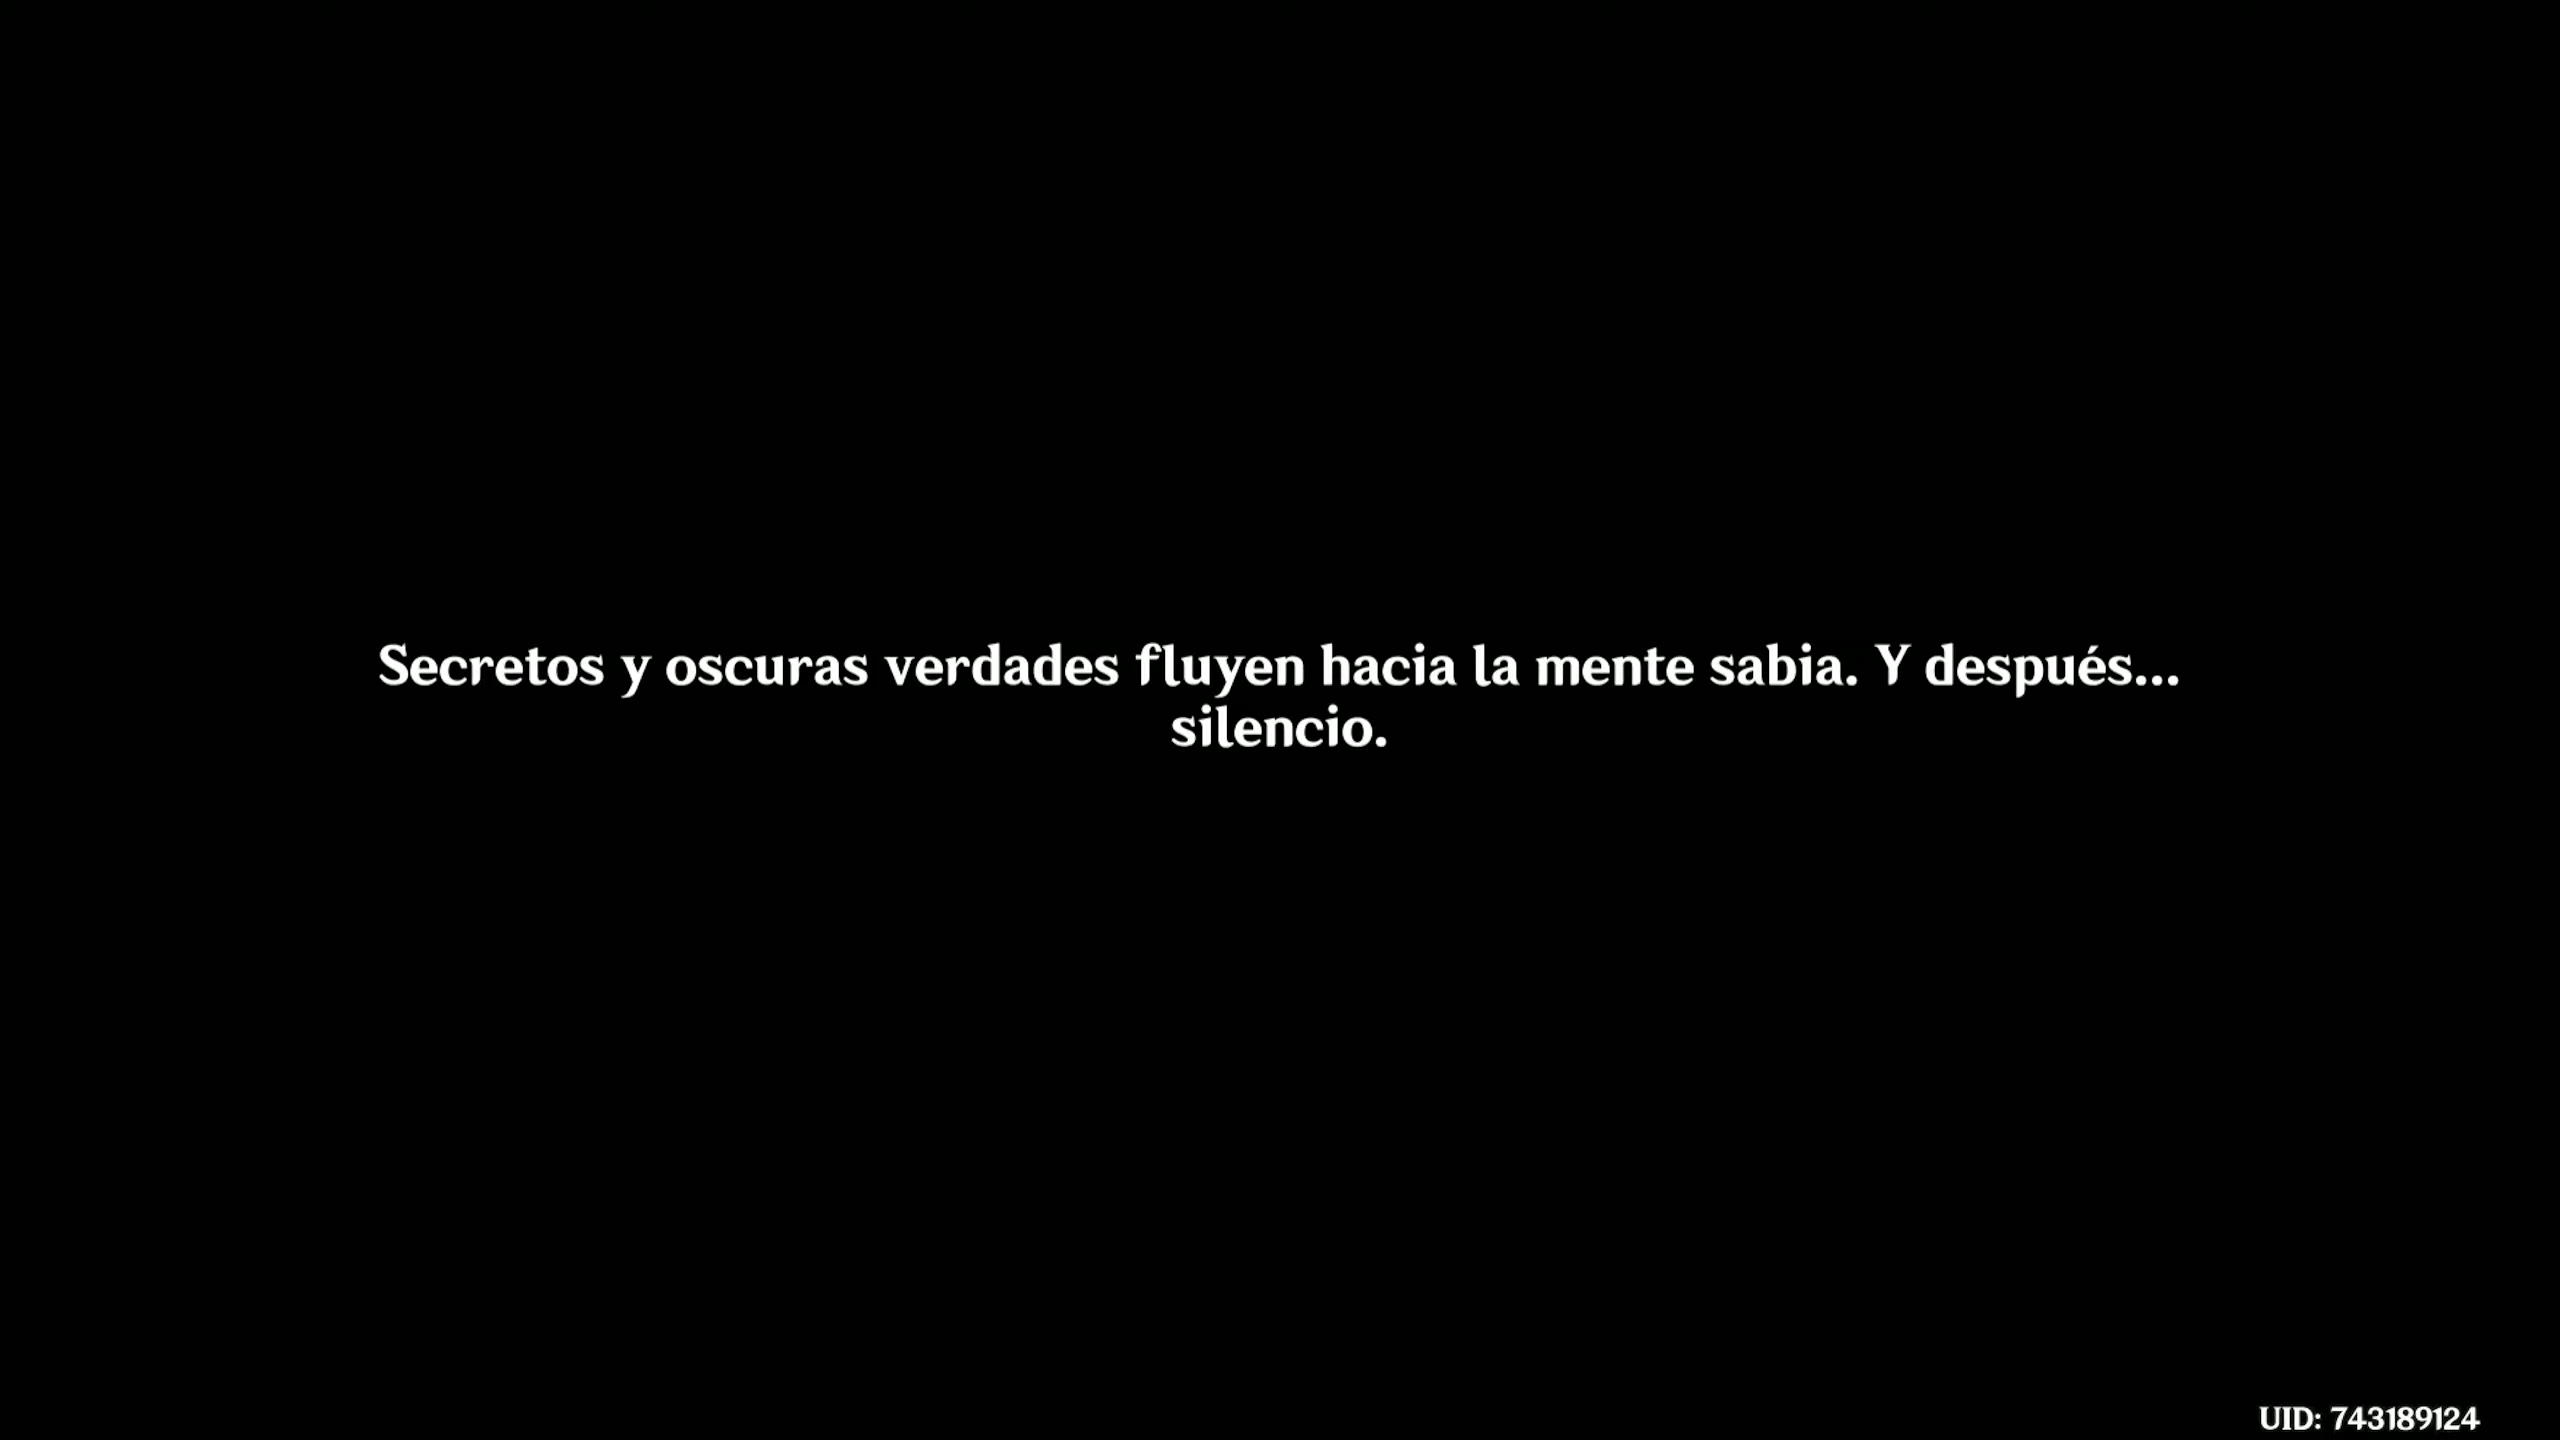 Secretos y oscuras verdades fluyen hacia la mente sabia. Y después...
silencio.
UID: 743189124